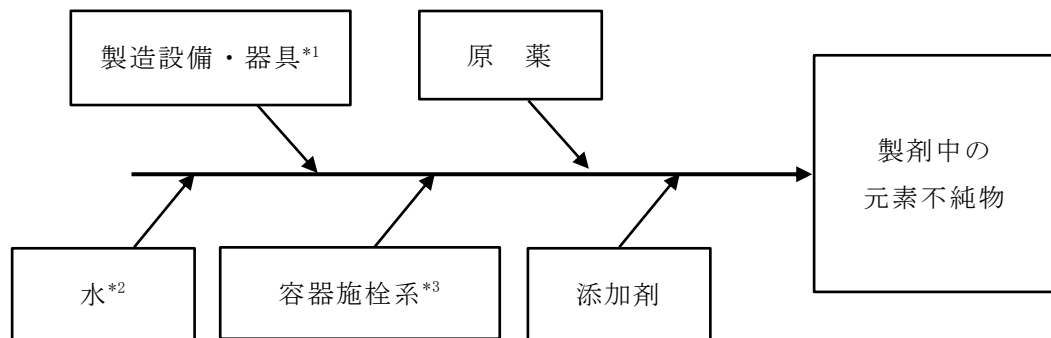 製造設備・器具*1
原 薬
製剤中の
元素不純物
水*2
容器施栓系*3
添加剤